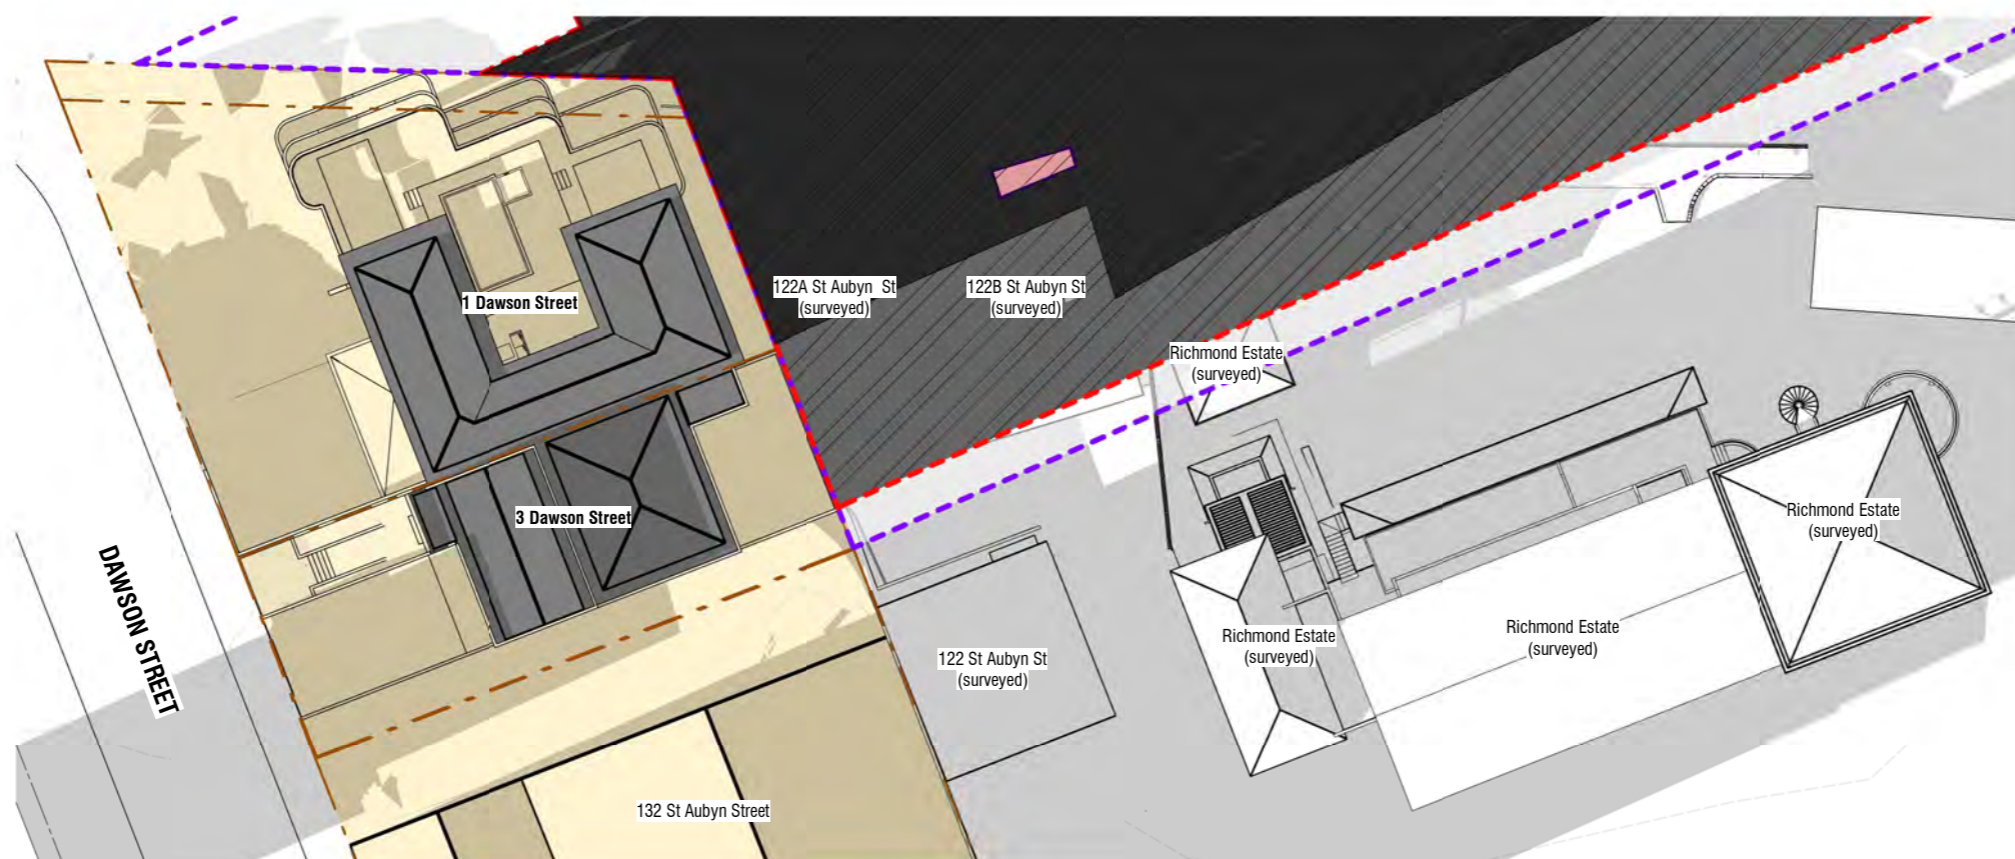 1 Dawson Street
122A St Aubyn St
(surveyed)
122B St Aubyn St
(surveyed)
Richmond Estate
(surveyed)
3 Dawson Street
Richmond Estate
(surveyed)
DAWSON STREET
122 St Aubyn St
(surveyed)
Richmond Estate
(surveyed)
Richmond Estate
(surveyed)
132 St Aubyn Street